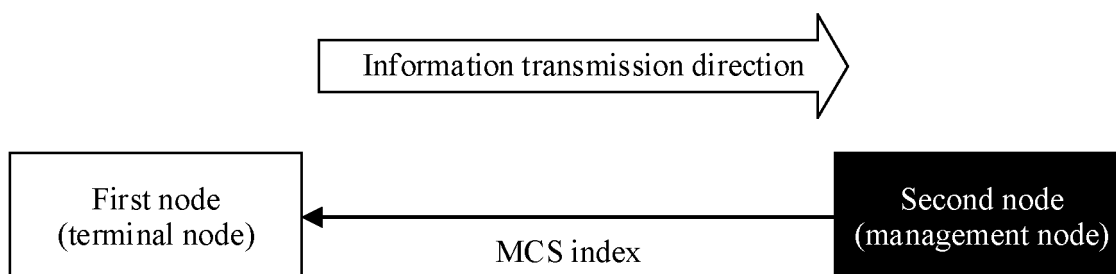 Information transmission direction
First node
(terminal node)
MCS index
Second node
(management node)